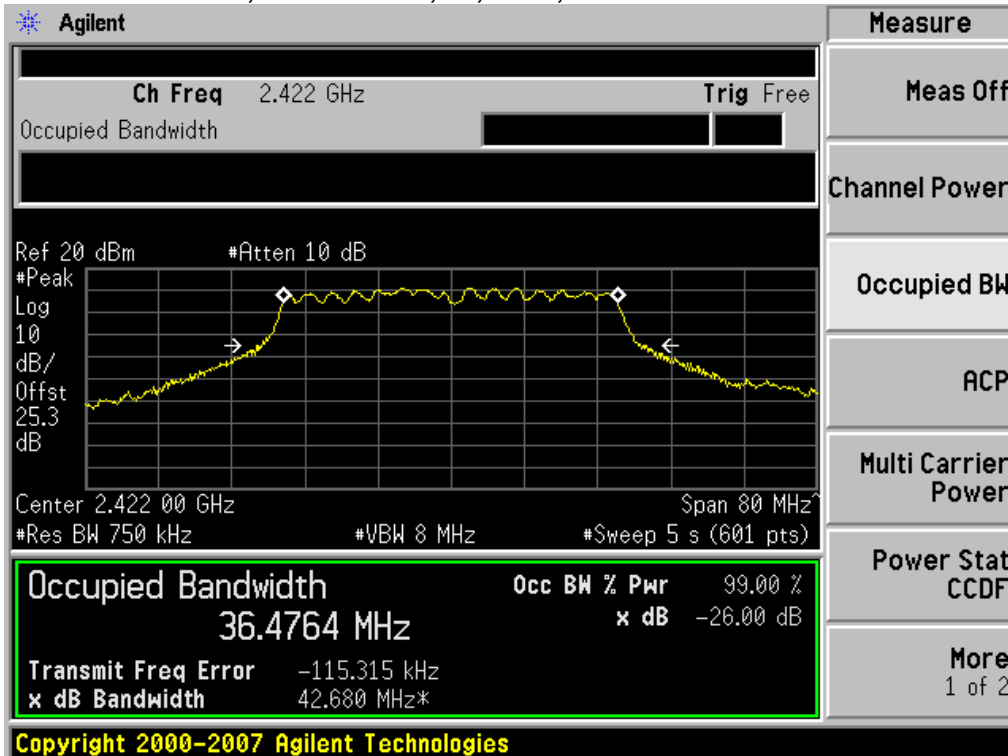 Agilent
Measure
Ch Freq 2.422 GHz Trig Free
Occupied Bandwidth
Ref 20 dBm #Atten 10 dB
#Peak
Log
10
dB/
Offst
25.3
dB
Center 2.422 00 GHz Span 80 MHz^
#Res BW 750 kHz #VBW 8 MHz #Sweep 5 s (601 pts)
Occupied Bandwidth Occ BW % Pwr 99.00 %
36.4764 MHz x dB -26.00 dB
Transmit Freq Error -115.315 kHz
x dB Bandwidth 42.680 MHz*
Meas Off
Channel Power
Occupied BW
ACP
Multi Carrier
Power
Power Stat
CCDF
More
1 of 2
Copyright 2000-2007 Agilent Technologies